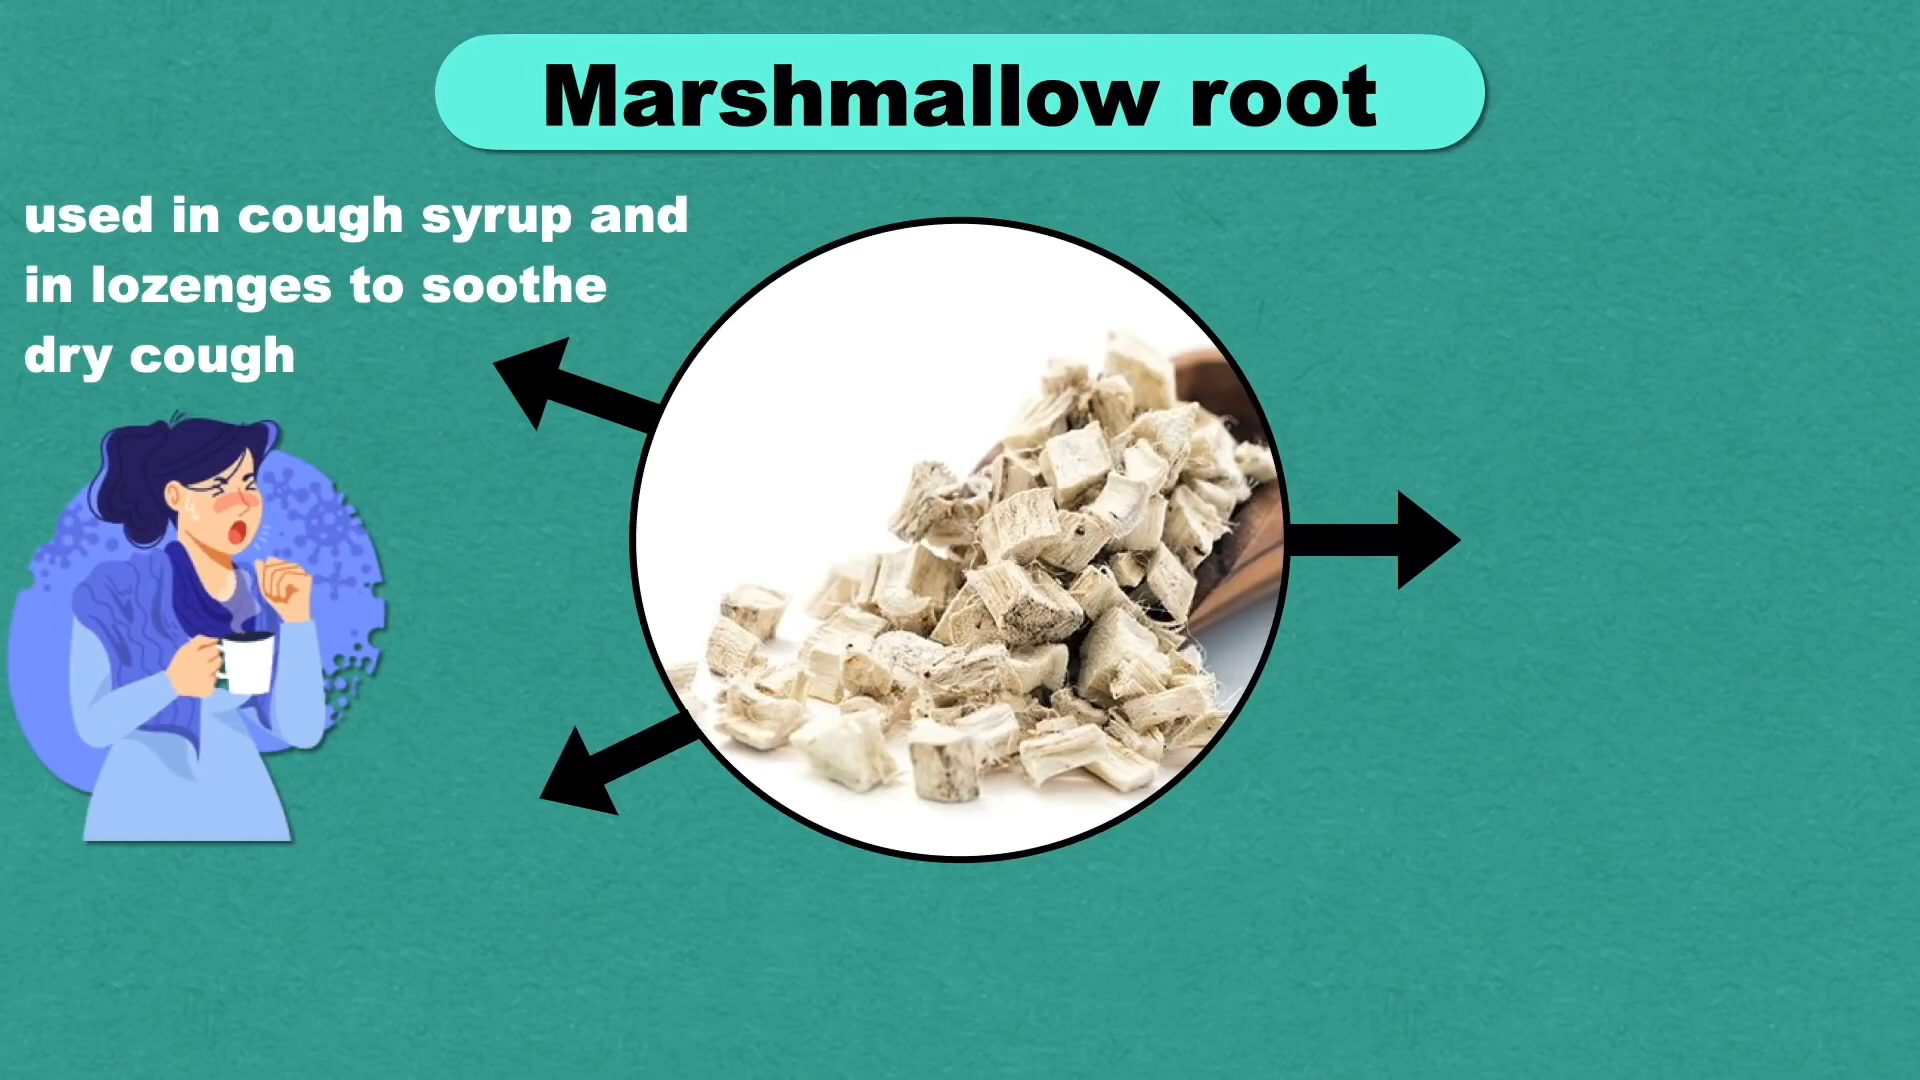 Marshmallow root
used in cough syrup and
in lozenges to soothe
dry cough